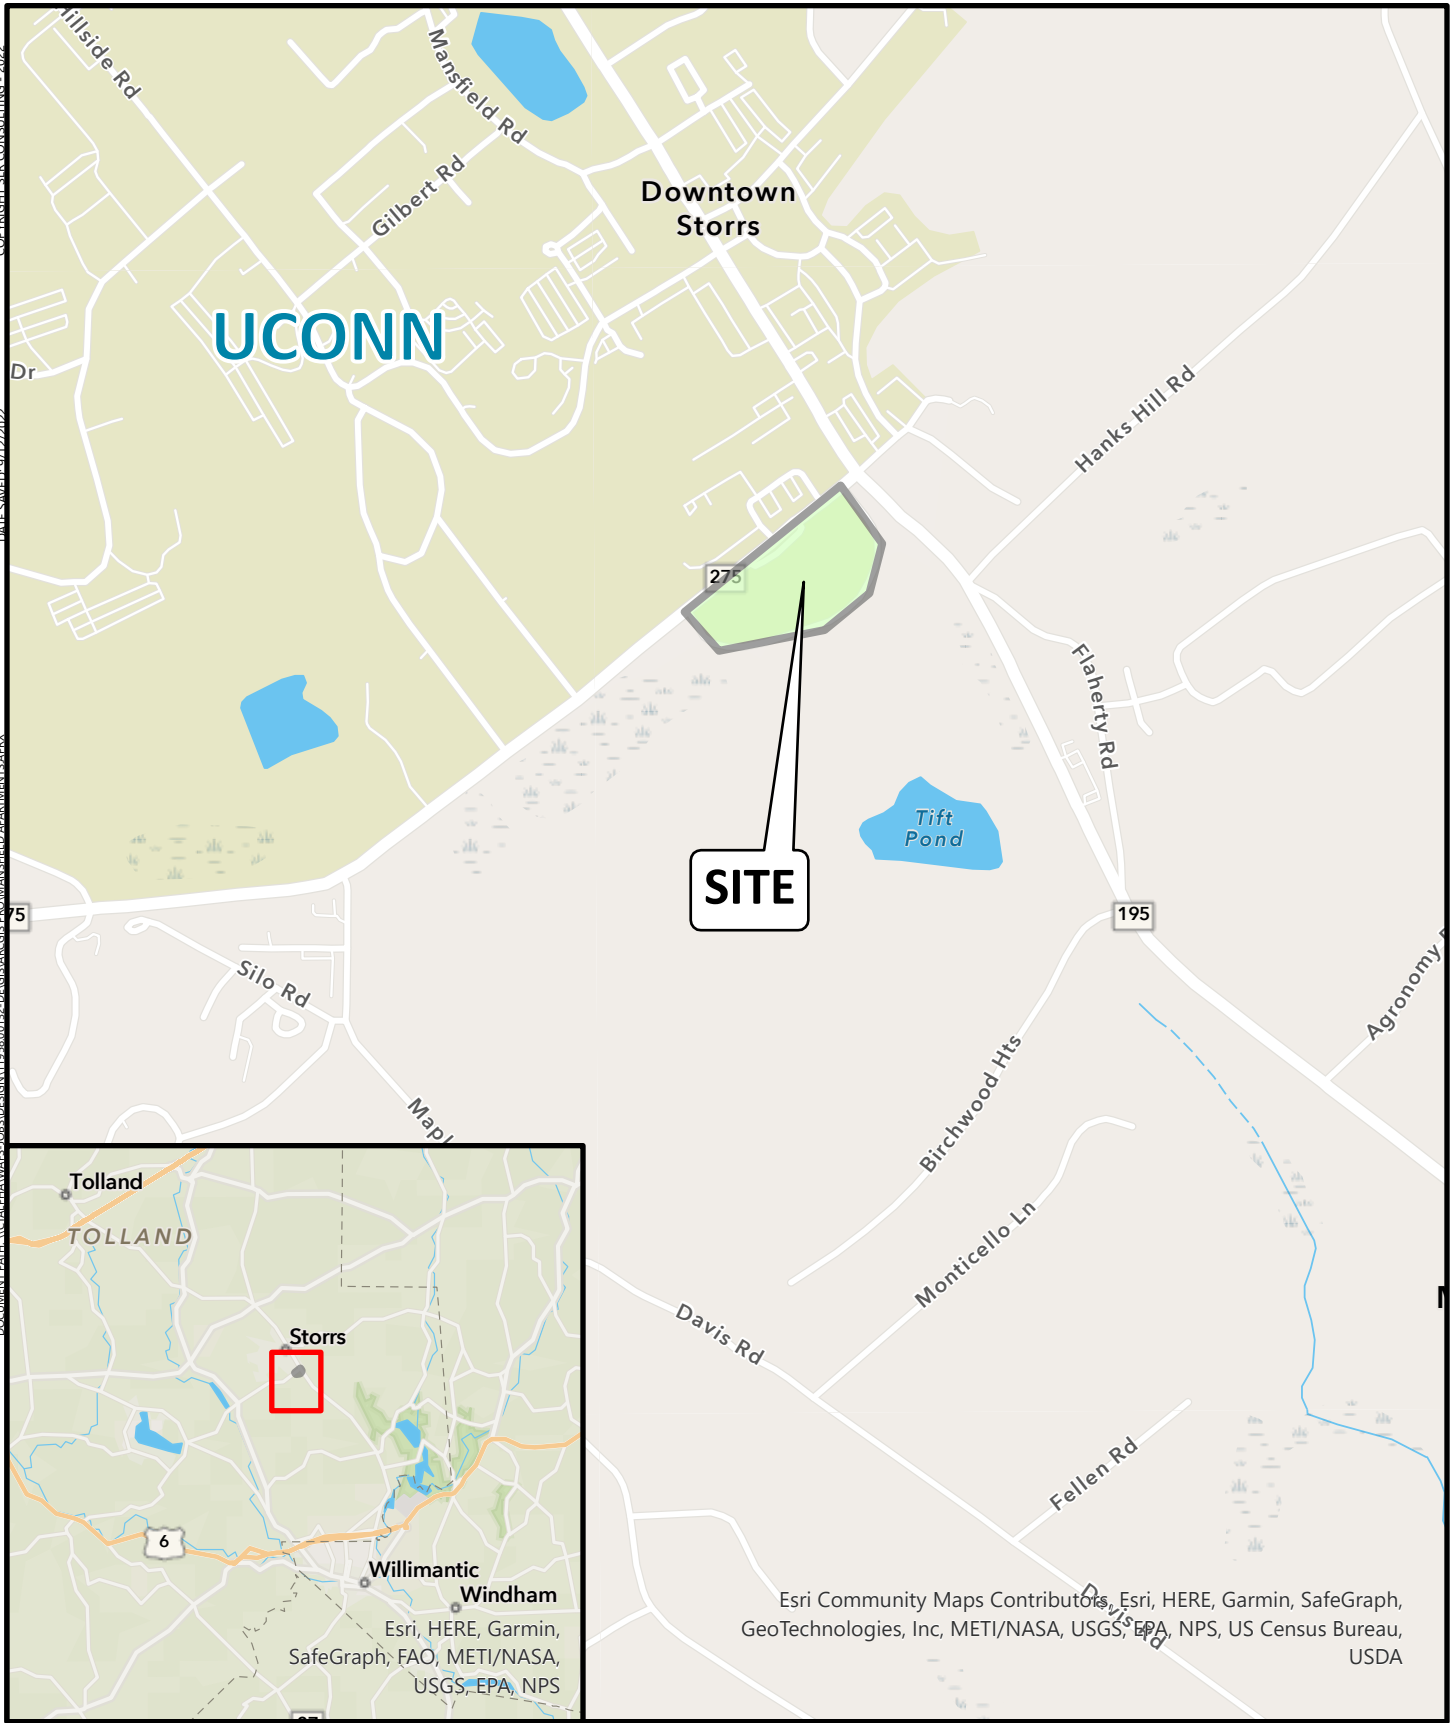 Hillside Rd
Mansfield Rd
Gilbert Rd
Downtown
Storrs
UCONN
Dr
Hanks Hill Rd
275
Flaherty Rd
Tift
Pond
SITE
75
195
Silo Rd
Agronomy
Birchwood Hts
Mapl
Monticello Ln
Davis Rd
Fellen Rd
Davis Rd
Tolland
TOLLAND
Storrs
6
Willimantic
Windham
Esri, HERE, Garmin,
SafeGraph, FAO, METI/NASA,
USGS, EPA, NPS
Esri Community Maps Contributors, Esri, HERE, Garmin, SafeGraph,
GeoTechnologies, Inc, METI/NASA, USGS, EPA, NPS, US Census Bureau,
USDA